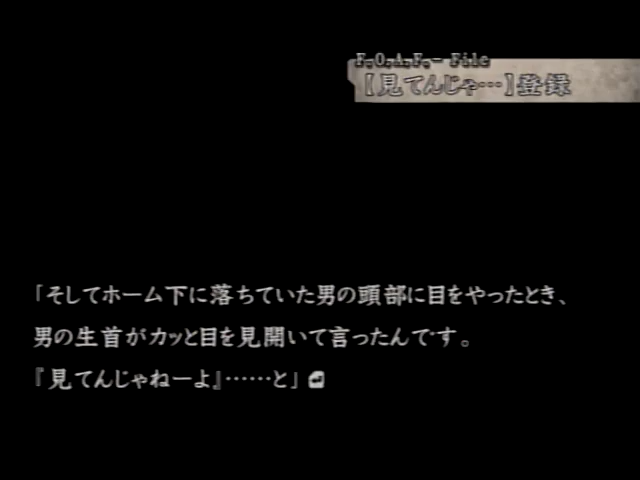 F.O.A.F.- File
【見てんじゃ…】登録
「そしてホーム下に落ちていた男の頭部に目をやったとき、
男の生首がカッと目を見開いて言ったんです。
『見てんじゃねーよ』……と」